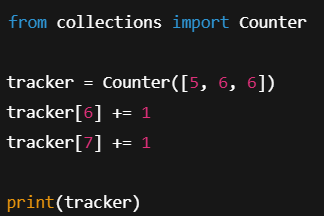 from collections import Counter
tracker = Counter([5, 6, 6])
tracker[6] += 1
tracker[7] += 1
print(tracker)